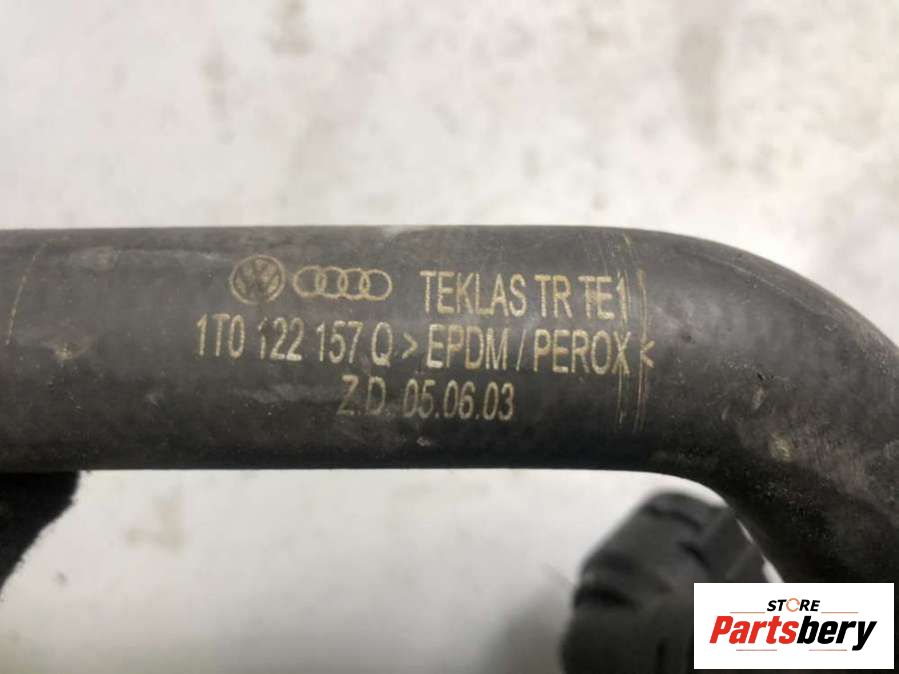 TEKLAS TR TE1
1T0 122 157 Q > EPDM / PEROX <
Z.D. 05.06.03
STORE
Partsbery